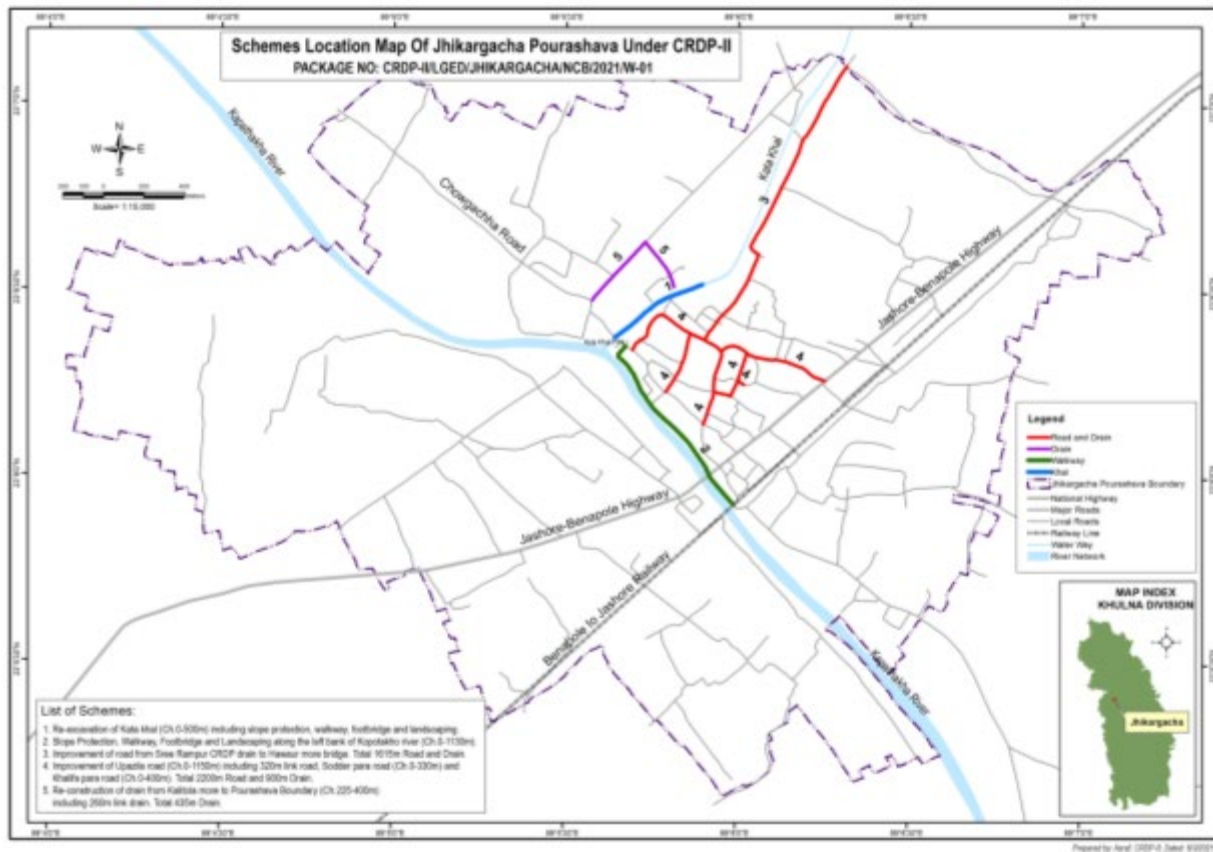 Schemes Location Map Of Jhikargacha Pourashava Under CRDP-II
PACKAGE NO: CRDP-II/LGED/JHIKARGACHA/NCB/2021/W-01
N
W E
S
Scale= 1:15,000
Kapathakha River
Chowgachha Road
Kata Khal
3
Jashore-Benapole Highway
5
5
1
4
4
4
4
4
4
2
Jashore-Benapole Highway
Benapole to Jashore Railway
Kapathakha River
Legend
Road and Drain
Drain
Walkway
Khal
Jhikargacha Pourashava Boundary
National Highway
Major Roads
Local Roads
Railway Line
Water Way
River Network
MAP INDEX
KHULNA DIVISION
Jhikargacha
List of Schemes:
1. Re-excavation of Kata khal (Ch.0-500m) including slope protection, walkway, footbridge and landscaping.
2. Slope Protection, Walkway, Footbridge and Landscaping along the left bank of Kopotakho river (Ch.0-1130m).
3. Improvement of road from Sree Rampur CRDP drain to Hawaur more bridge. Total 1615m Road and Drain.
4. Improvement of Upazila road (Ch.0-1150m) including 320m link road, Sodder para road (Ch.0-330m) and
Khalifa para road (Ch.0-400m). Total 2200m Road and 900m Drain.
5. Re-construction of drain from Kalitola more to Pourashava Boundary (Ch.225-400m)
including 260m link drain. Total 435m Drain.